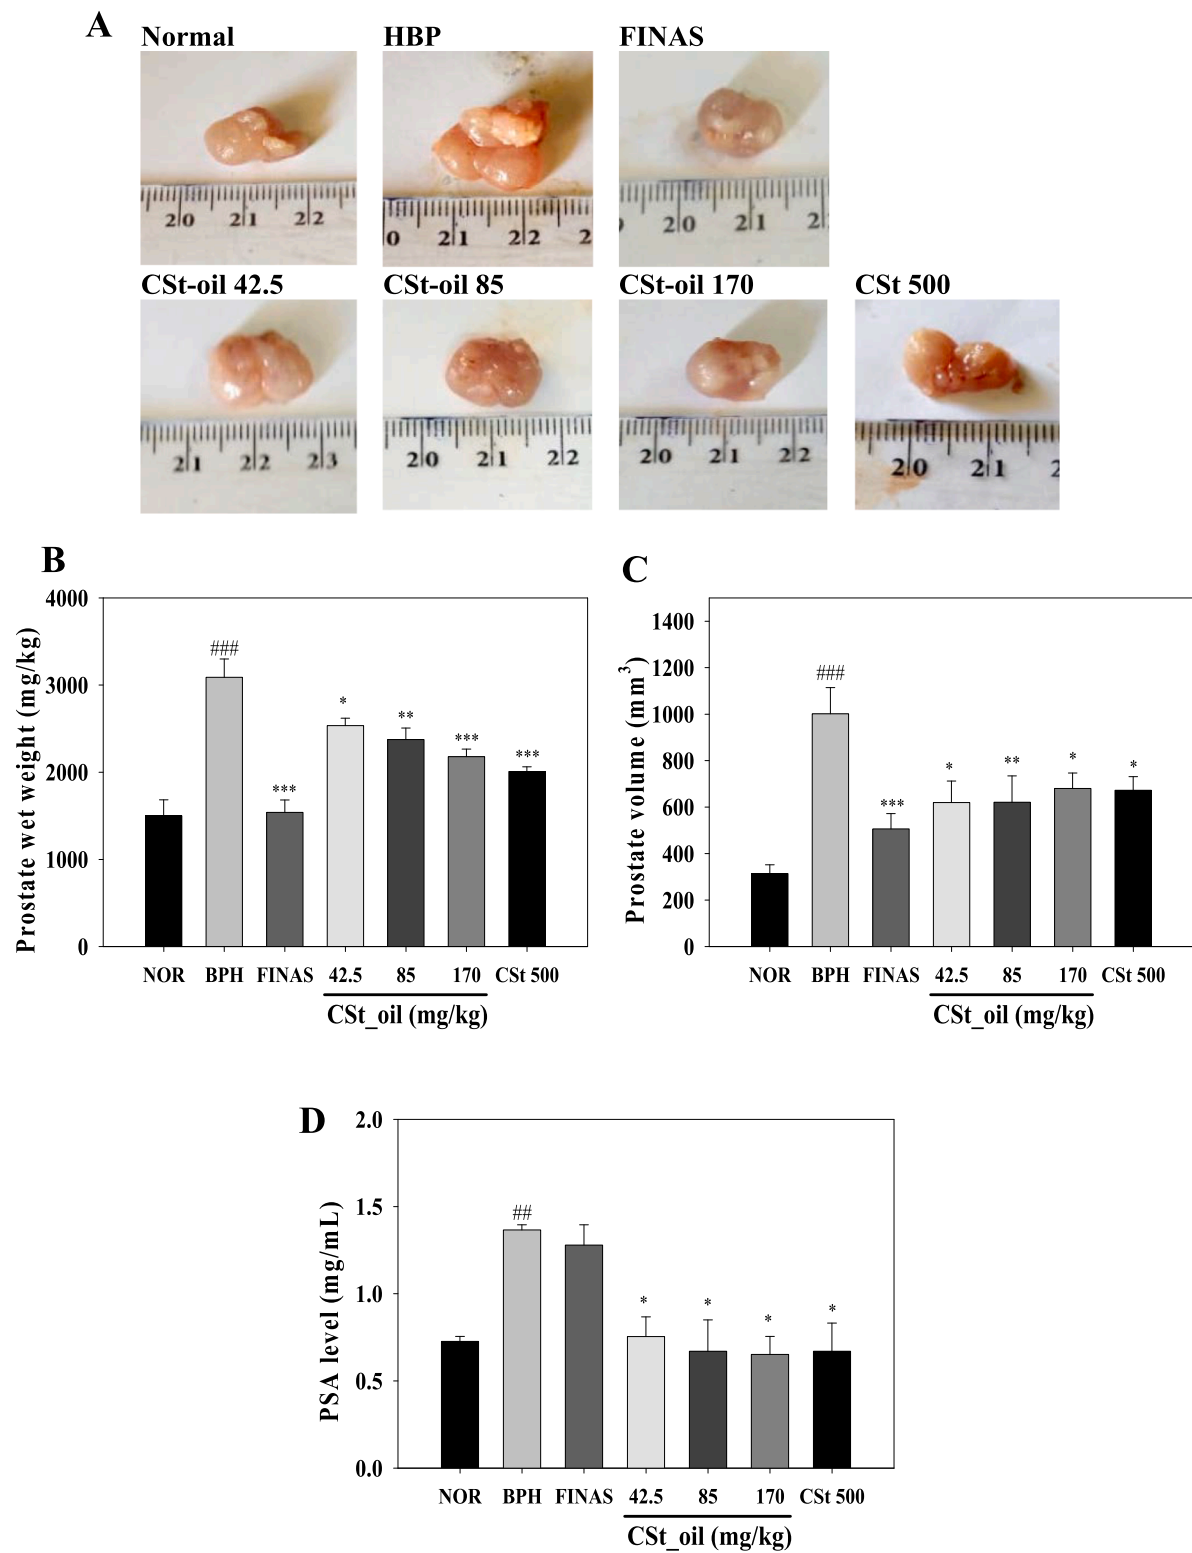 A
Normal HBP FINAS
20 21 22
0 21 22 2
20 21 2
CSt-oil 42.5 CSt-oil 85 CSt-oil 170 CSt 500
21 22 23
20 21 22
20 21 22
20 21 2
B
4000
3000
2000
1000
0
Prostate wet weight (mg/kg)
###
***
*
**
***
***
NOR BPH FINAS 42.5 85 170 CSt 500
CSt_oil (mg/kg)
C
1400
1200
1000
800
600
400
200
0
Prostate volume (mm³)
###
***
*
**
*
*
NOR BPH FINAS 42.5 85 170 CSt 500
CSt_oil (mg/kg)
D
2.0
1.5
1.0
0.5
0.0
PSA level (mg/mL)
##
*
*
*
*
NOR BPH FINAS 42.5 85 170 CSt 500
CSt_oil (mg/kg)